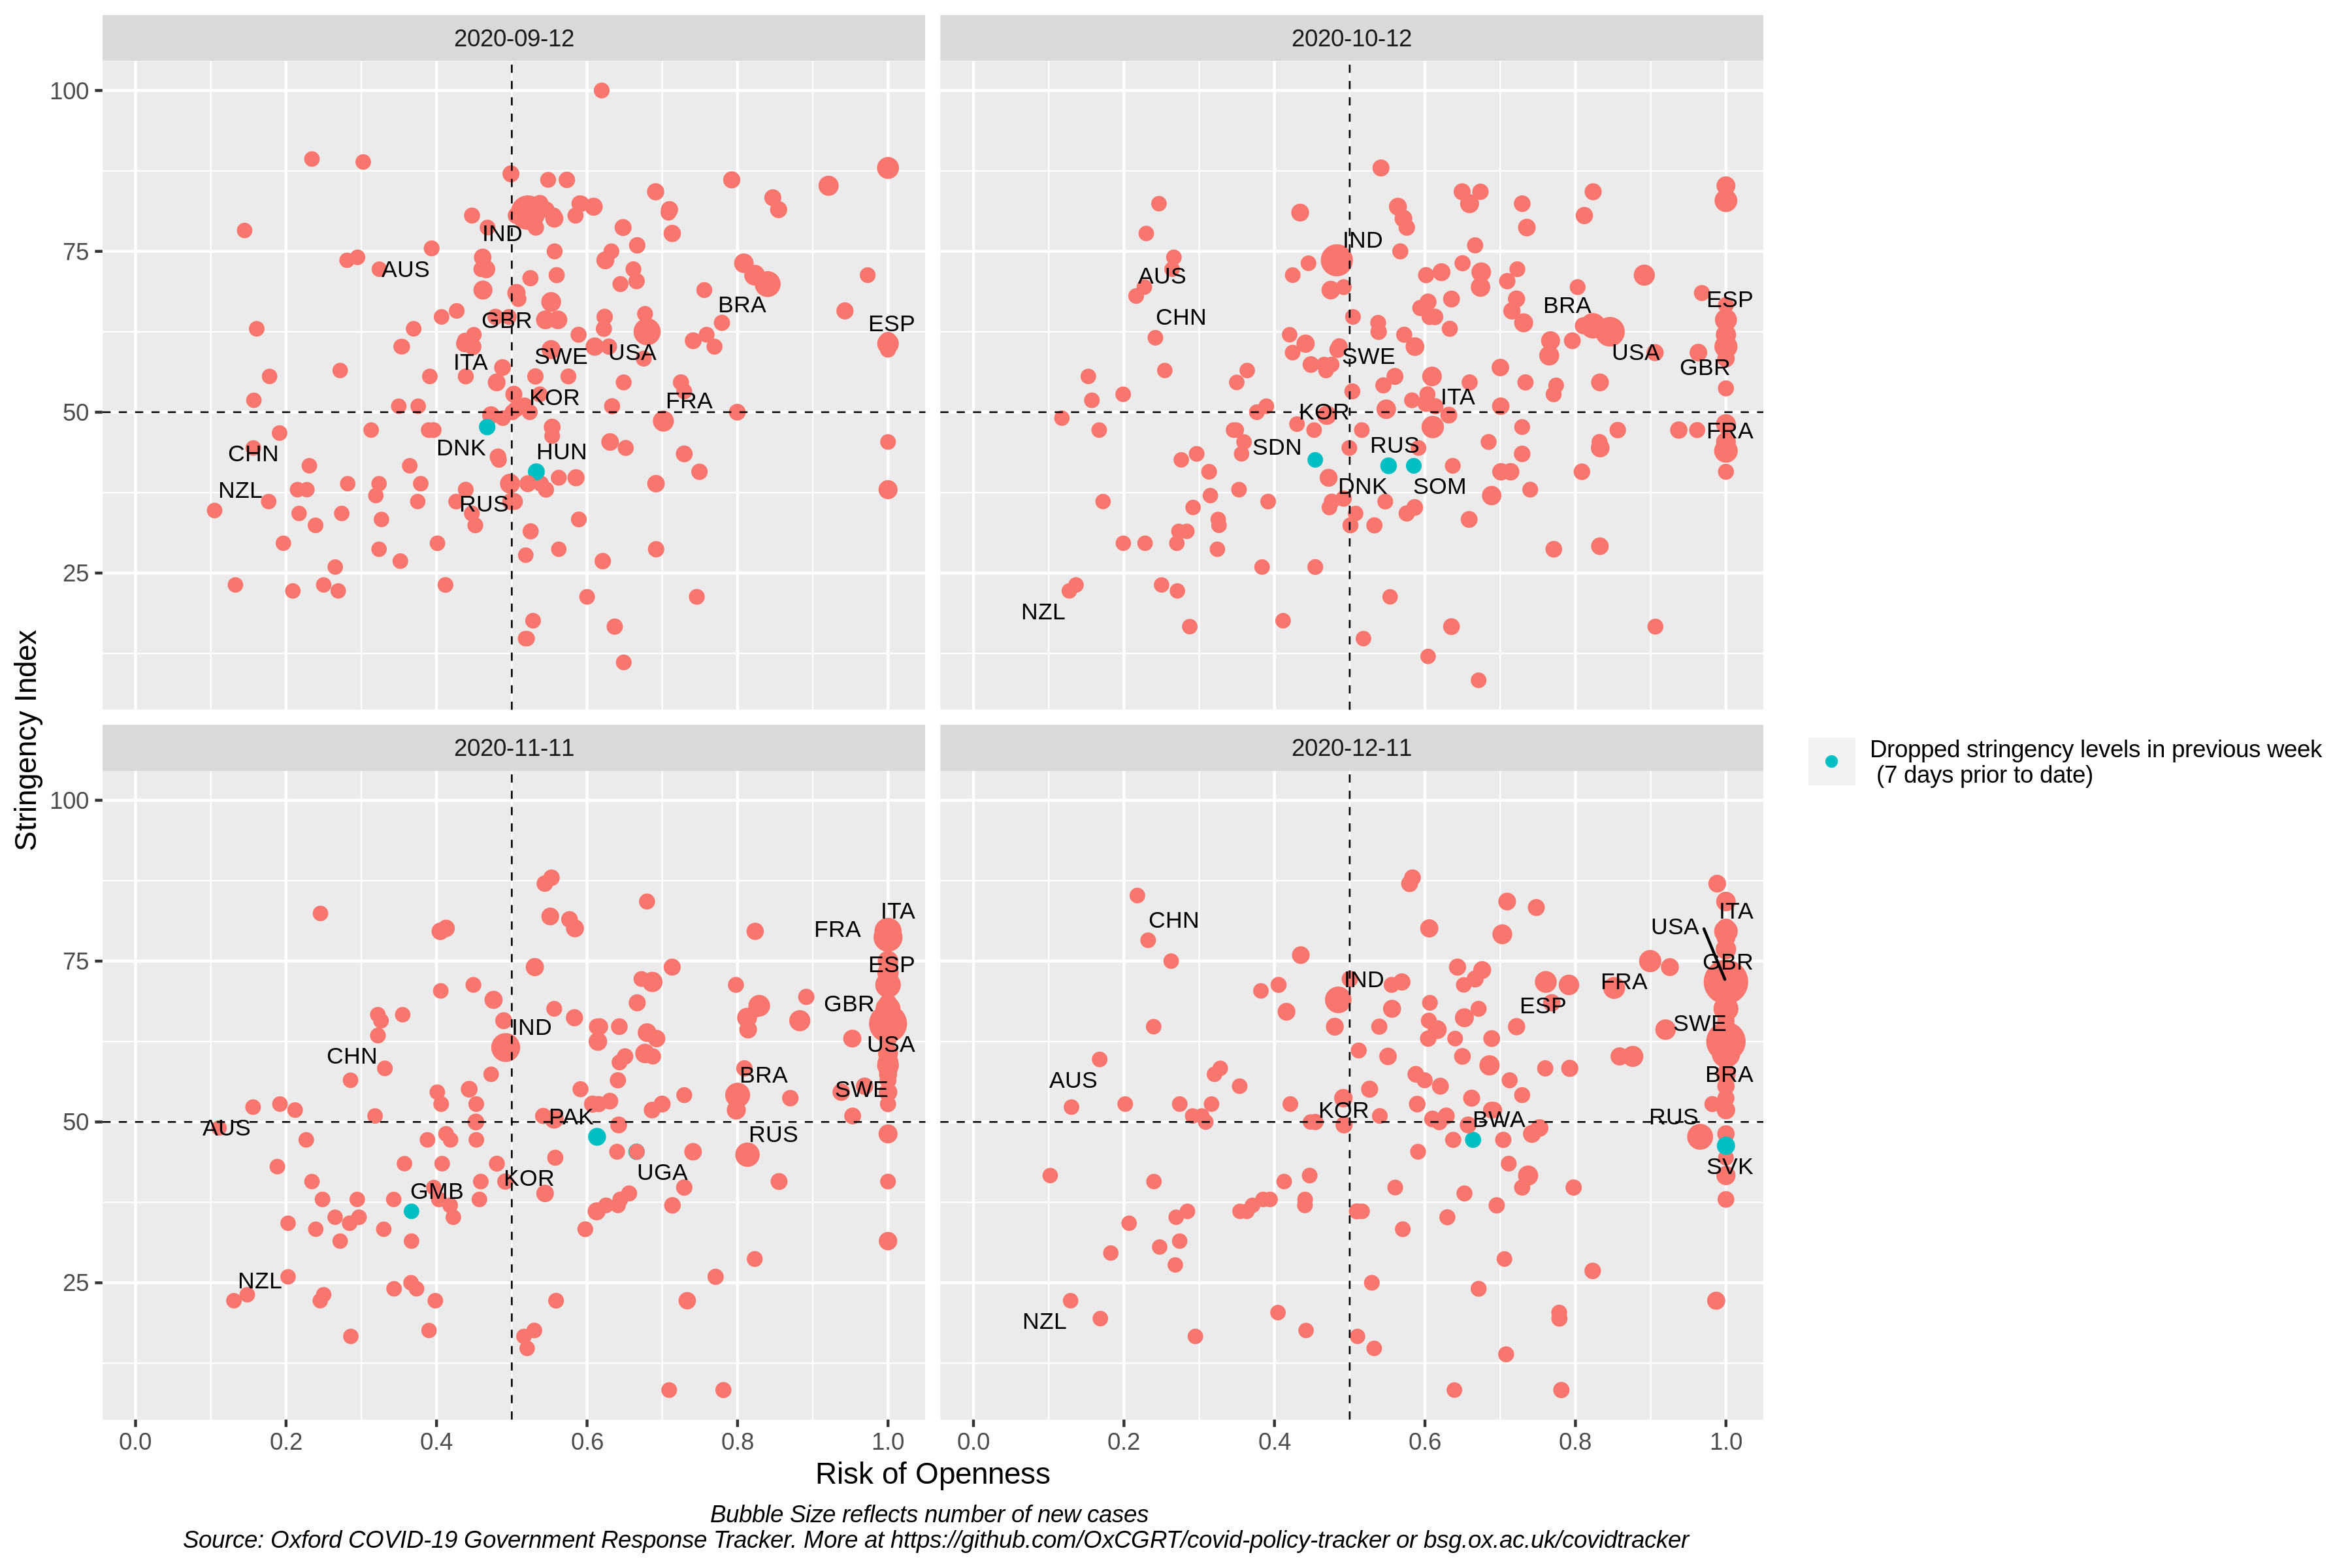 2020-09-12
2020-10-12
100
75
50
25
IND
AUS
BRA
GBR
ESP
ITA
SWE
USA
KOR
FRA
DNK
HUN
CHN
NZL
RUS
IND
AUS
ESP
BRA
CHN
SWE
USA
GBR
ITA
KOR
FRA
SDN
RUS
DNK
SOM
NZL
Stringency Index
2020-11-11
2020-12-11
100
75
50
25
ITA
FRA
ESP
GBR
IND
USA
CHN
BRA
SWE
PAK
AUS
RUS
UGA
KOR
GMB
NZL
ITA
CHN
USA
GBR
IND
FRA
ESP
SWE
AUS
BRA
KOR
BWA
RUS
SVK
NZL
0.0
0.2
0.4
0.6
0.8
1.0
0.0
0.2
0.4
0.6
0.8
1.0
Risk of Openness
Dropped stringency levels in previous week
(7 days prior to date)
Bubble Size reflects number of new cases
Source: Oxford COVID-19 Government Response Tracker. More at https://github.com/OxCGRT/covid-policy-tracker or bsg.ox.ac.uk/covidtracker